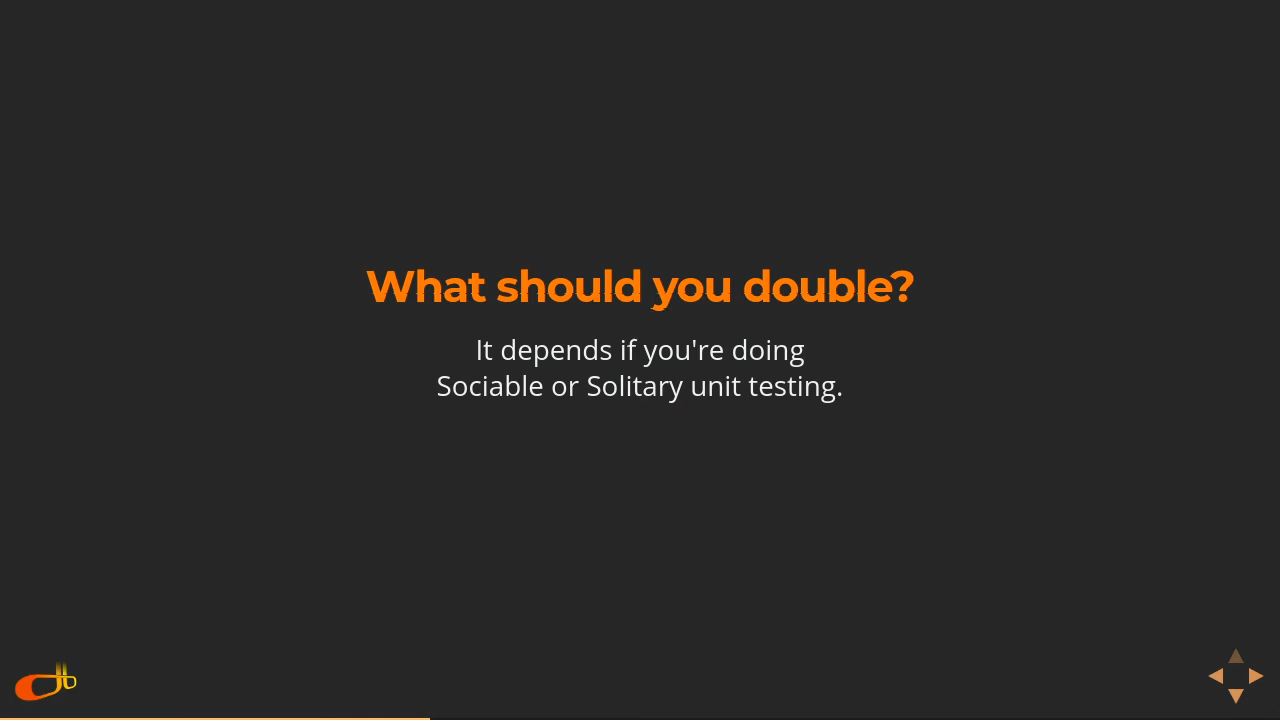 What should you double?
It depends if you're doing
Sociable or Solitary unit testing.